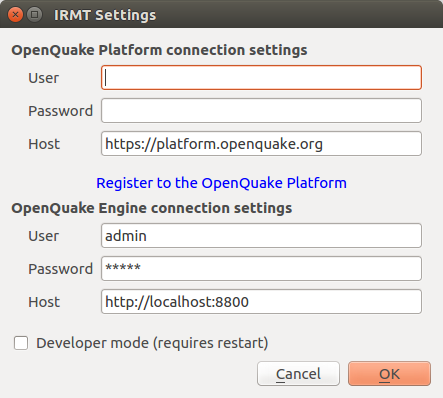 IRMT Settings
OpenQuake Platform connection settings
User
Password
Host https://platform.openquake.org
Register to the OpenQuake Platform
OpenQuake Engine connection settings
User admin
Password *****
Host http://localhost:8800
Developer mode (requires restart)
Cancel OK